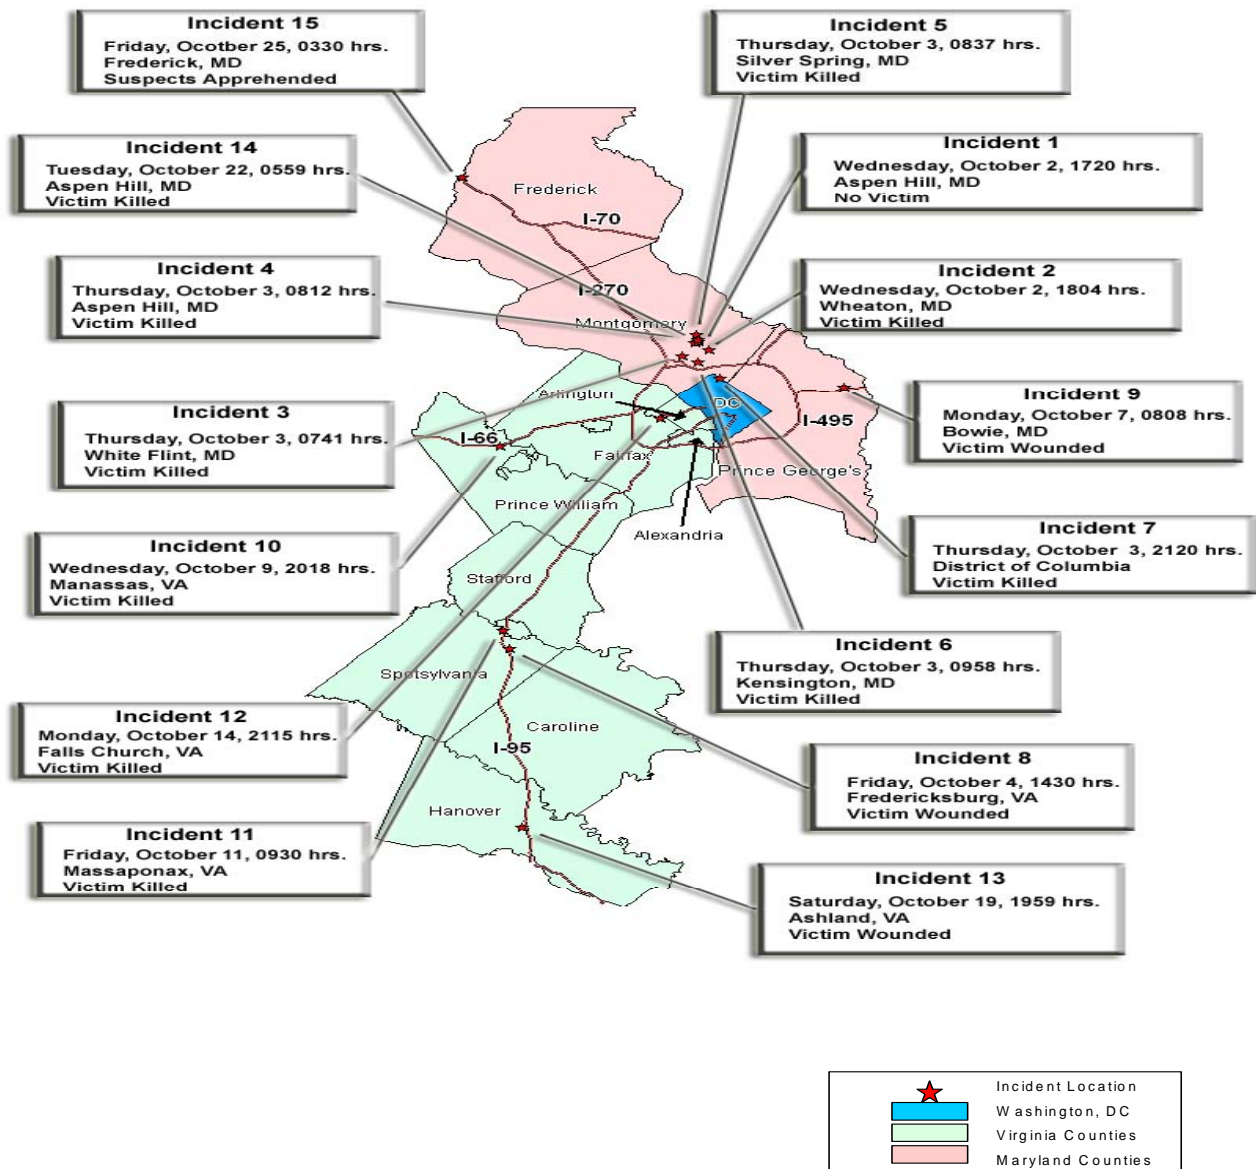 Incident 15
Friday, Ocotber 25, 0330 hrs.
Frederick, MD
Suspects Apprehended
Incident 5
Thursday, October 3, 0837 hrs.
Silver Spring, MD
Victim Killed
Incident 14
Tuesday, October 22, 0559 hrs.
Aspen Hill, MD
Victim Killed
Incident 1
Wednesday, October 2, 1720 hrs.
Aspen Hill, MD
No Victim
Incident 4
Thursday, October 3, 0812 hrs.
Aspen Hill, MD
Victim Killed
Incident 2
Wednesday, October 2, 1804 hrs.
Wheaton, MD
Victim Killed
Incident 3
Thursday, October 3, 0741 hrs.
White Flint, MD
Victim Killed
Incident 9
Monday, October 7, 0808 hrs.
Bowie, MD
Victim Wounded
Incident 10
Wednesday, October 9, 2018 hrs.
Manassas, VA
Victim Killed
Incident 7
Thursday, October 3, 2120 hrs.
District of Columbia
Victim Killed
Incident 6
Thursday, October 3, 0958 hrs.
Kensington, MD
Victim Killed
Incident 12
Monday, October 14, 2115 hrs.
Falls Church, VA
Victim Killed
Incident 8
Friday, October 4, 1430 hrs.
Fredericksburg, VA
Victim Wounded
Incident 11
Friday, October 11, 0930 hrs.
Massaponax, VA
Victim Killed
Incident 13
Saturday, October 19, 1959 hrs.
Ashland, VA
Victim Wounded
Frederick
I-70
I-270
Montgomery
Arlington
DC
I-495
I-66
Fairfax
Prince George's
Prince William
Alexandria
Stafford
Spotsylvania
Caroline
I-95
Hanover
Incident Location
Washington, DC
Virginia Counties
Maryland Counties